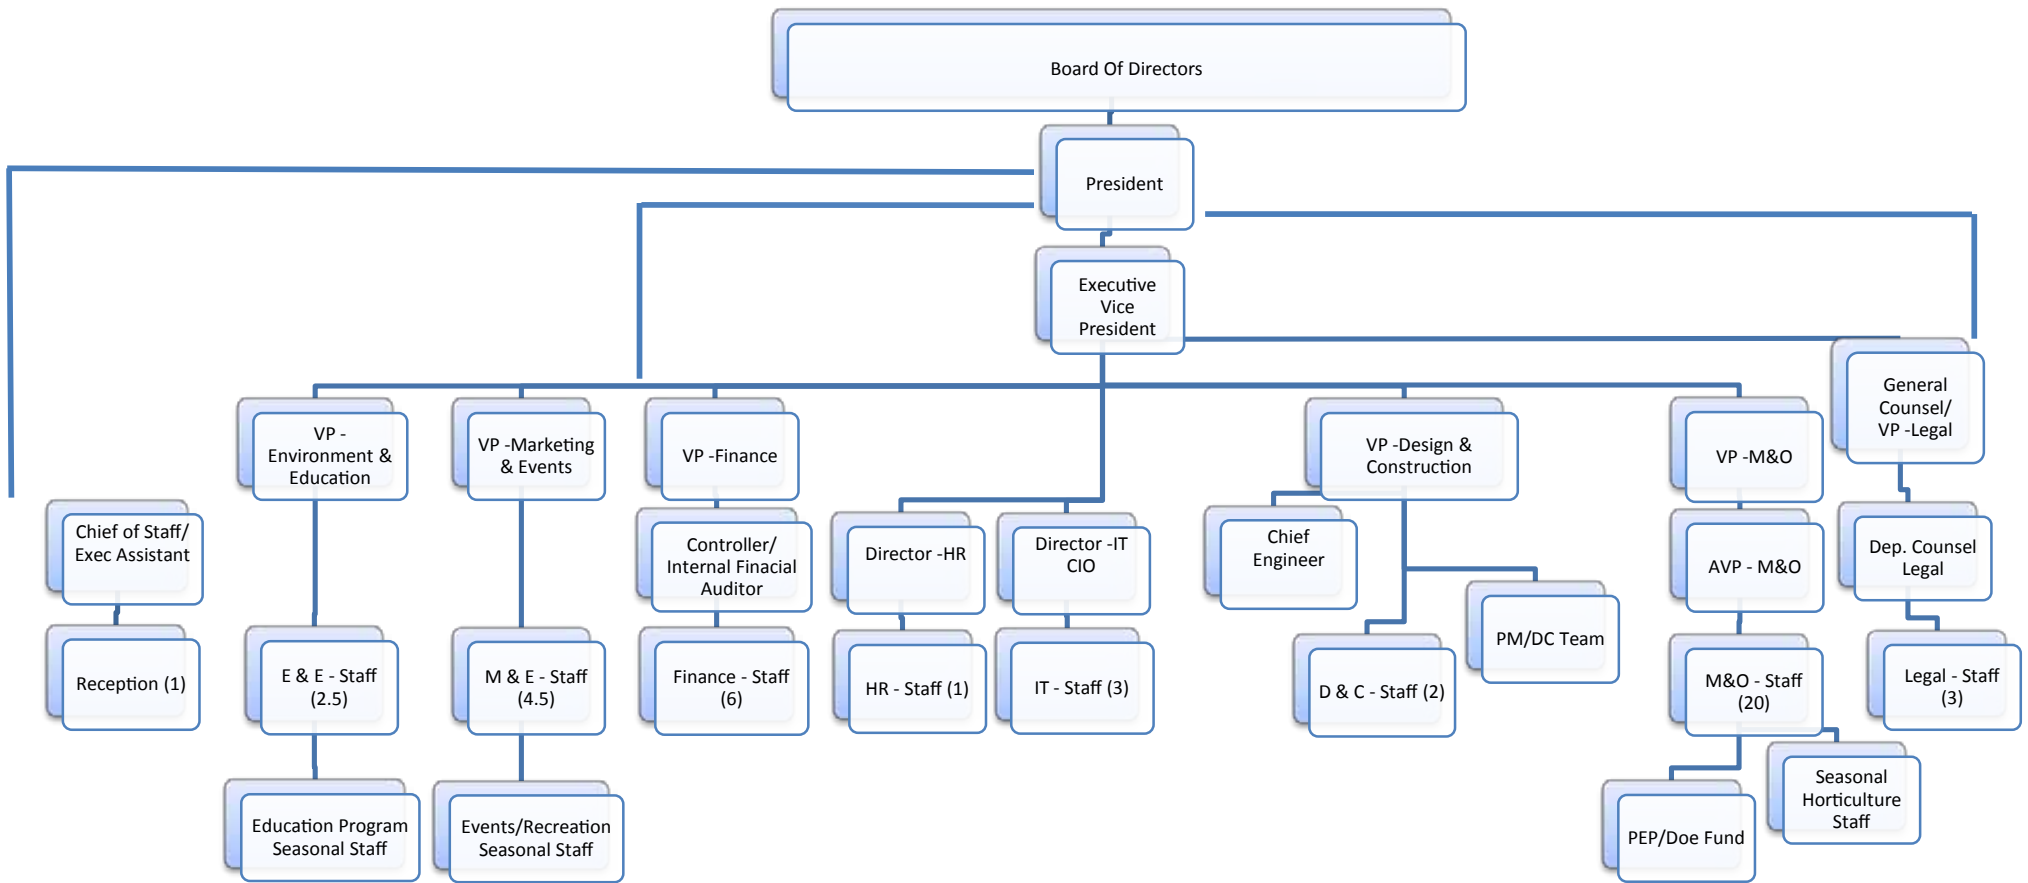 Board Of Directors
President
Executive
Vice
President
General
Counsel/
VP -Legal
VP -
Environment &
Education
VP -Marketing
& Events
VP -Finance
VP -Design &
Construction
VP -M&O
Chief of Staff/
Exec Assistant
Controller/
Internal Finacial
Auditor
Director -HR
Director -IT
CIO
Chief
Engineer
AVP - M&O
Dep. Counsel
Legal
Reception (1)
E & E - Staff
(2.5)
M & E - Staff
(4.5)
Finance - Staff
(6)
HR - Staff (1)
IT - Staff (3)
D & C - Staff (2)
PM/DC Team
M&O - Staff
(20)
Legal - Staff
(3)
Education Program
Seasonal Staff
Events/Recreation
Seasonal Staff
PEP/Doe Fund
Seasonal
Horticulture
Staff